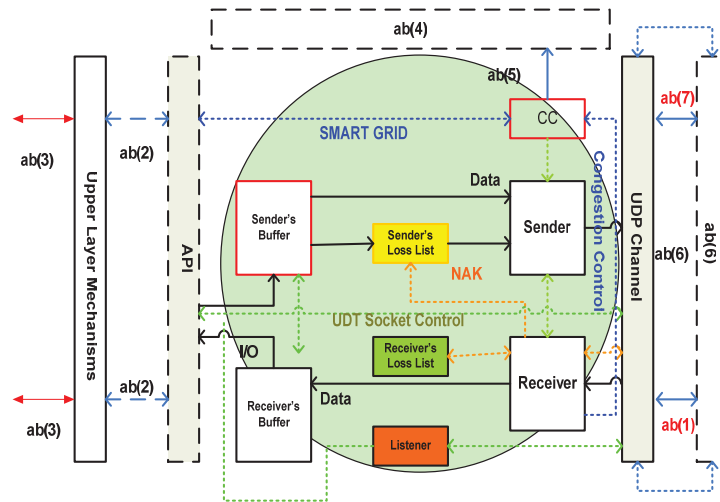 ab(4)
ab(5)
ab(7)
CC
ab(3)
ab(2)
SMART GRID
Congestion Control
Data
Upper Layer Mechanisms
API
Sender's
Buffer
Sender's
Loss List
Sender
UDP Channel
ab(6)
ab(6)
NAK
UDT Socket Control
I/O
Receiver's
Loss List
Receiver
ab(2)
Data
Receiver's
Buffer
ab(3)
ab(1)
Listener